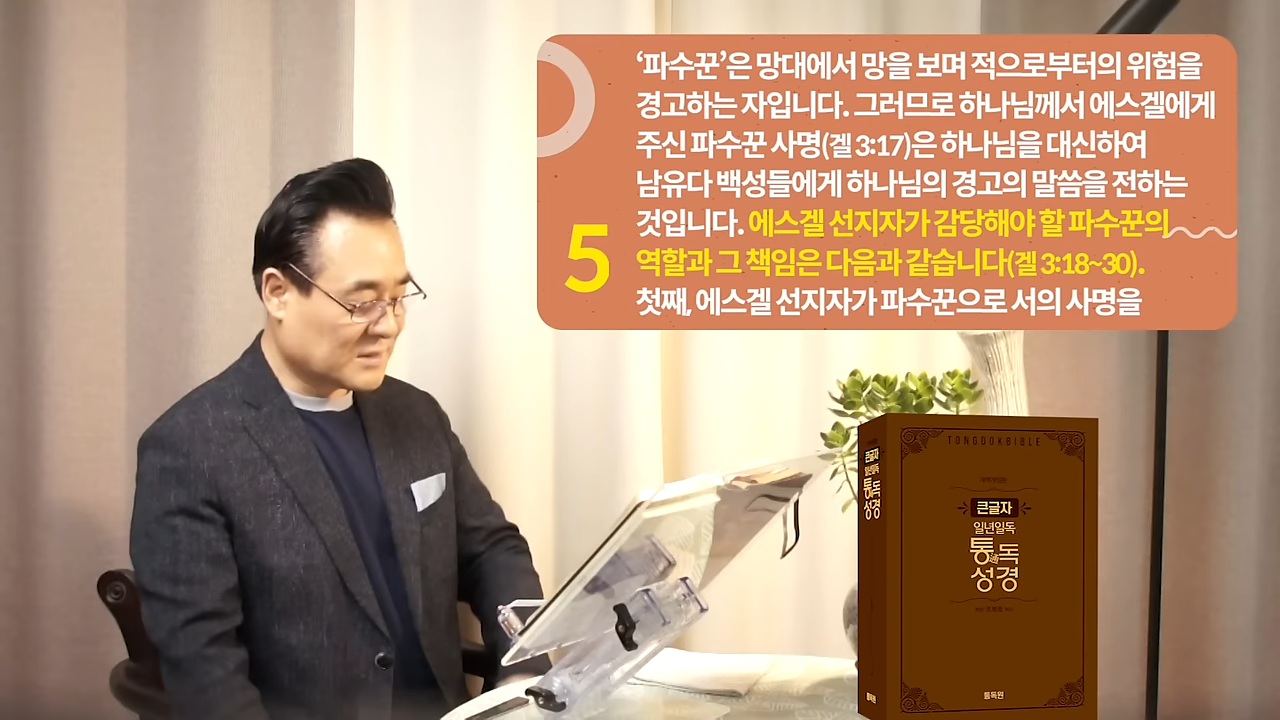 ‘파수꾼’은 망대에서 망을 보며 적으로부터의 위험을
경고하는 자입니다. 그러므로 하나님께서 에스겔에게
주신 파수꾼 사명(겔 3:17)은 하나님을 대신하여
남유다 백성들에게 하나님의 경고의 말씀을 전하는
것입니다. 에스겔 선지자가 감당해야 할 파수꾼의
5
역할과 그 책임은 다음과 같습니다(겔 3:18~30).
첫째, 에스겔 선지자가 파수꾼으로 서의 사명을
TONGDOKBIBLE
큰글자
일년일독
통독
성경
큰글자
일년일독
통독
성경
통독원
통독원